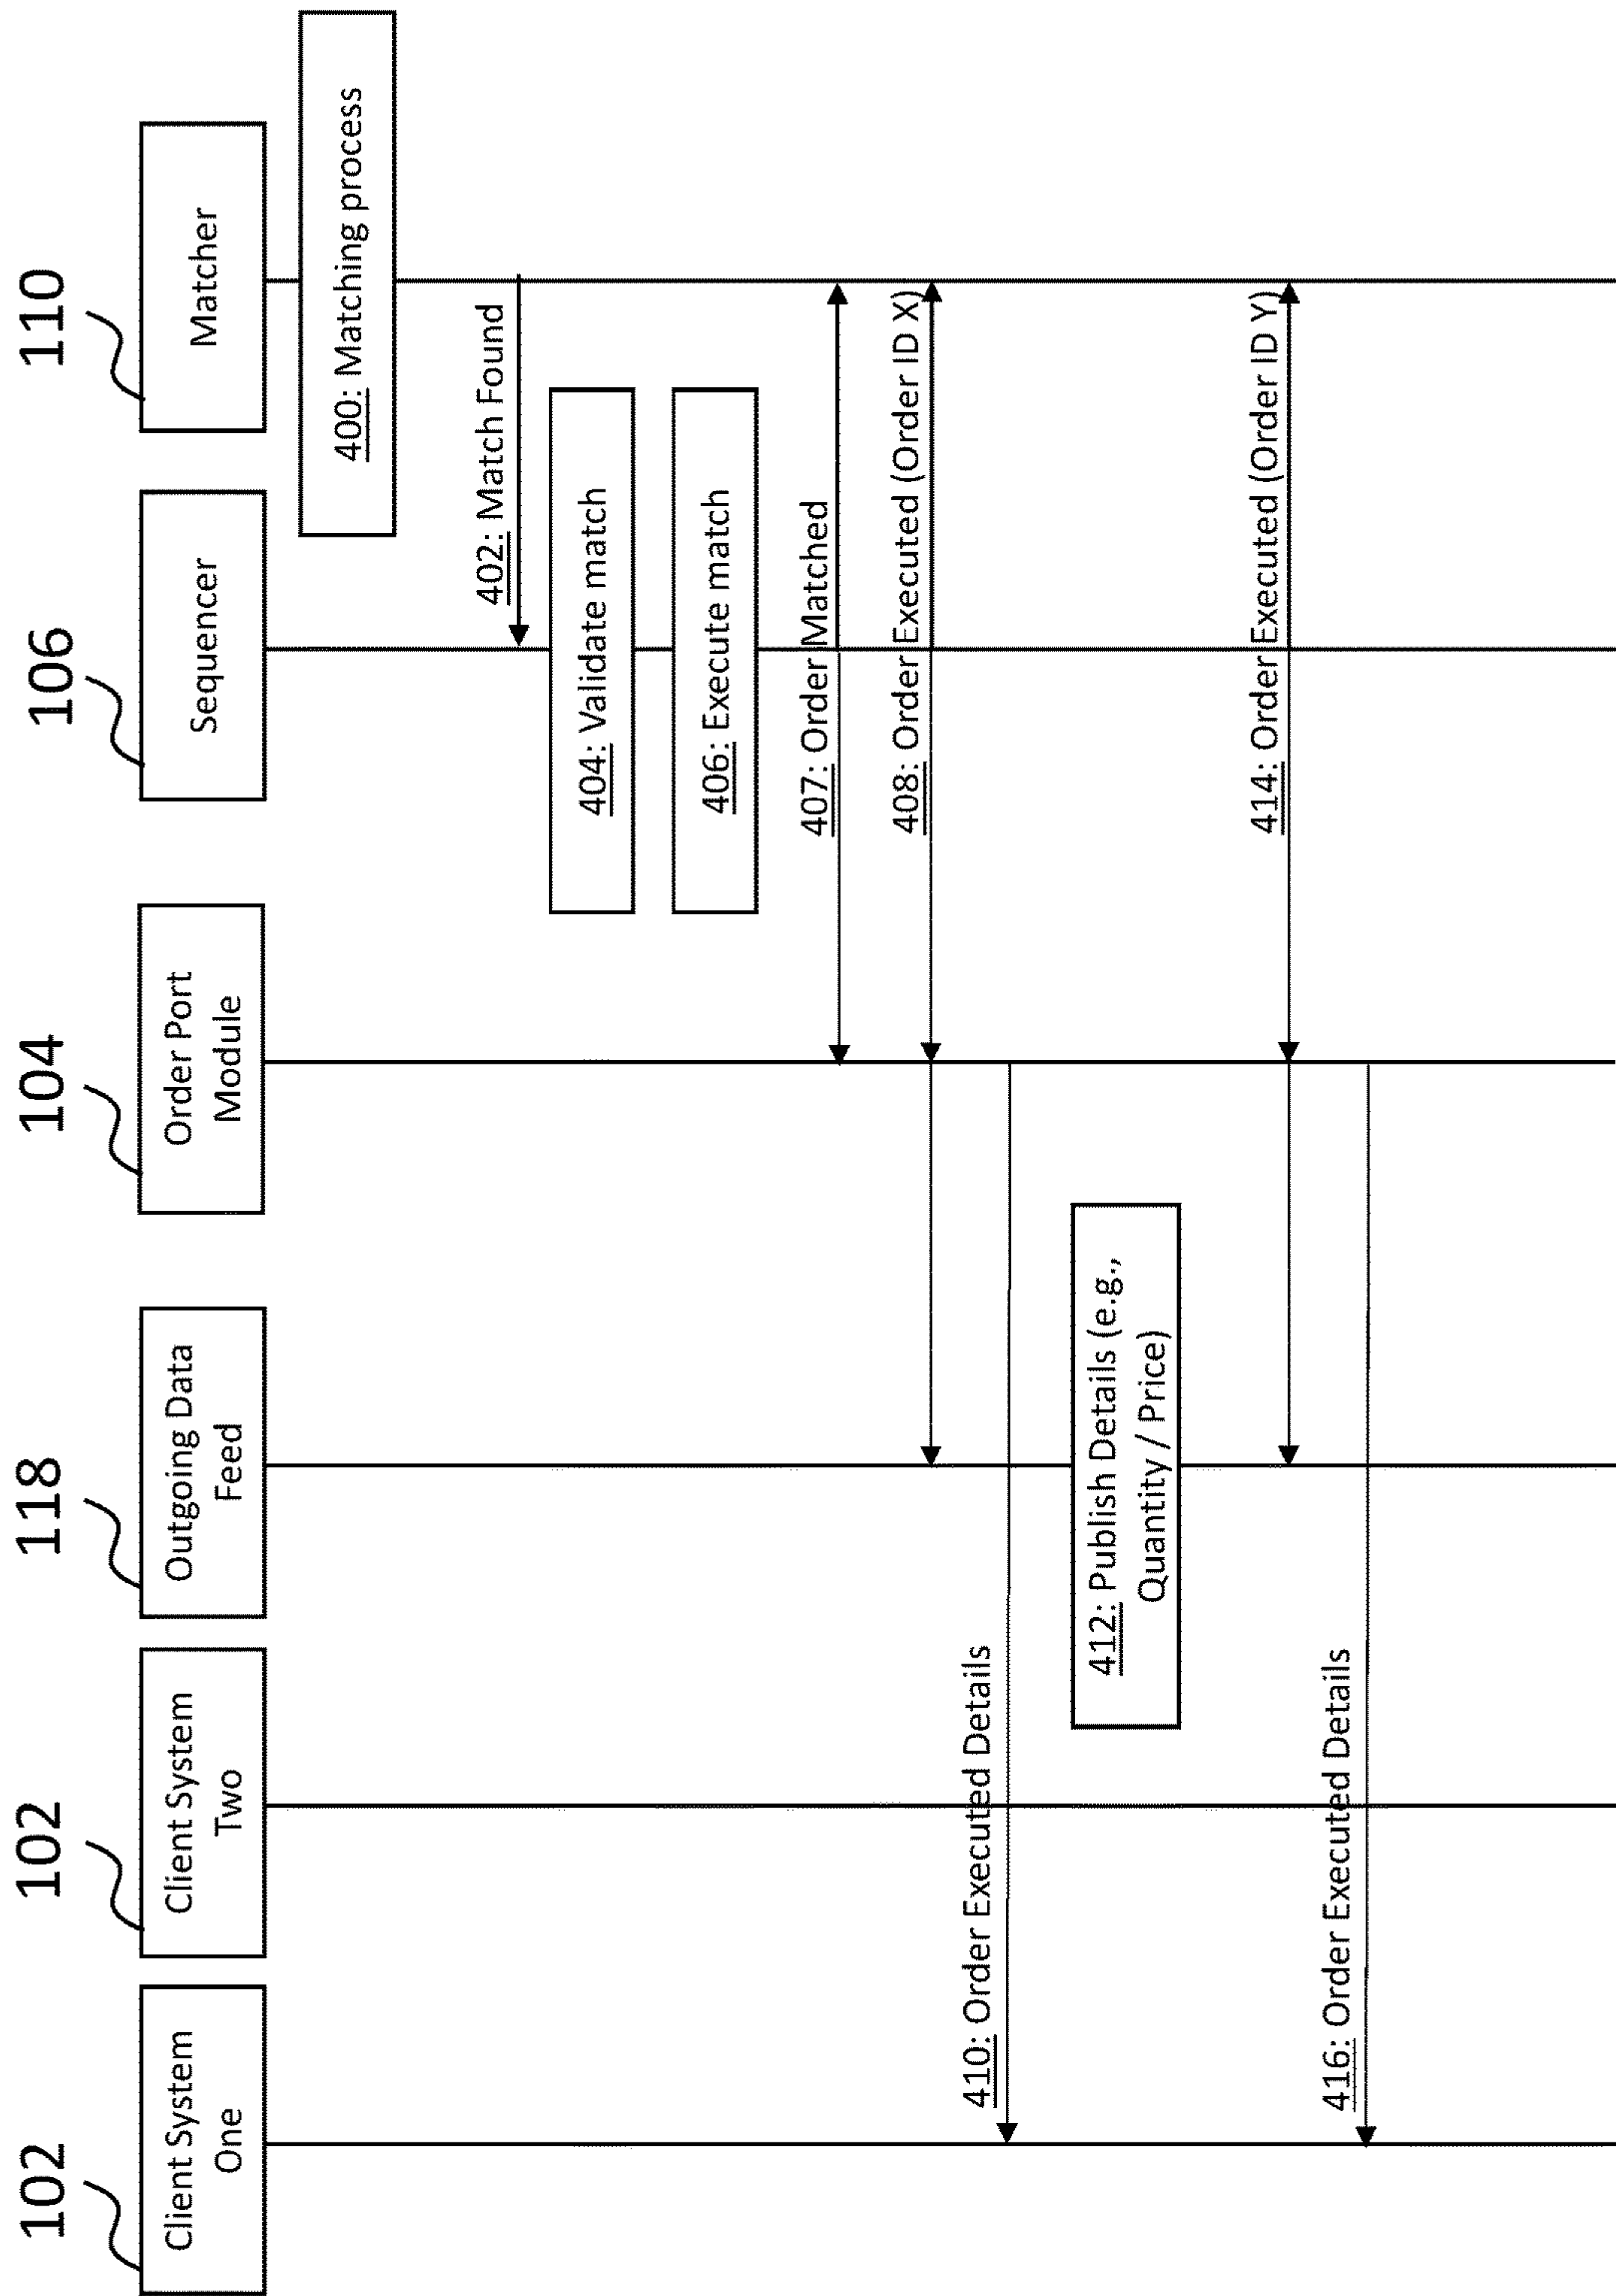 102
102
118
104
106
110
Client System
One
Client System
Two
Outgoing Data
Feed
Order Port
Module
Sequencer
Matcher
400: Matching process
402: Match Found
404: Validate match
406: Execute match
407: Order Matched
408: Order Executed (Order ID X)
410: Order Executed Details
412: Publish Details (e.g.,
Quantity / Price)
414: Order Executed (Order ID Y)
416: Order Executed Details